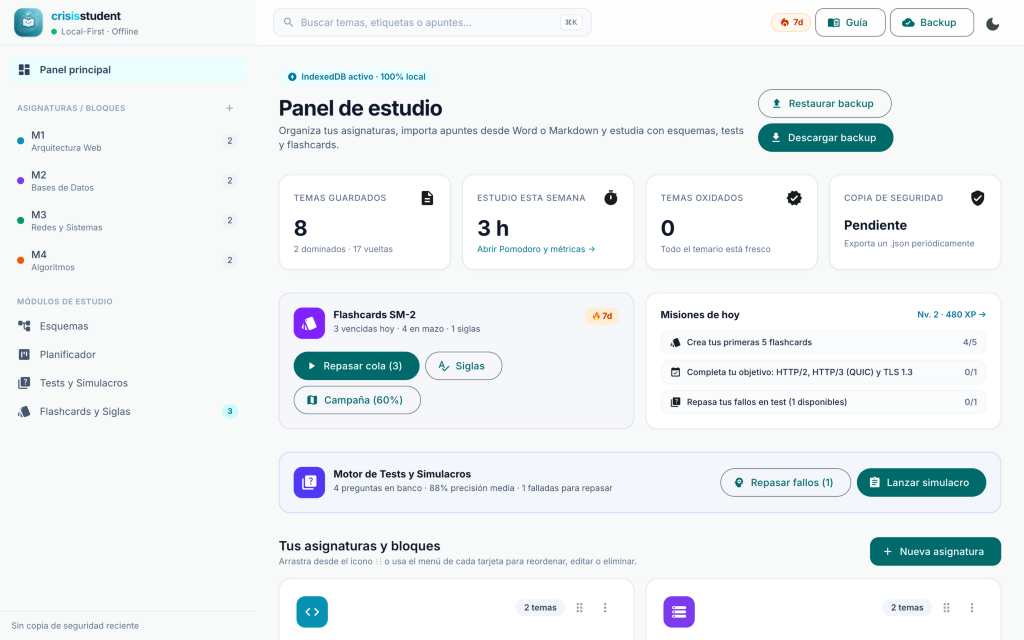 crisisstudent
Local-First · Offline
Buscar temas, etiquetas o apuntes...
⌘K
7d
Guía
Backup
Panel principal
ASIGNATURAS / BLOQUES
+
M1
Arquitectura Web
2
M2
Bases de Datos
2
M3
Redes y Sistemas
2
M4
Algoritmos
2
MÓDULOS DE ESTUDIO
Esquemas
Planificador
Tests y Simulacros
Flashcards y Siglas
3
Sin copia de seguridad reciente
IndexedDB activo · 100% local
Panel de estudio
Organiza tus asignaturas, importa apuntes desde Word o Markdown y estudia con esquemas, tests
y flashcards.
Restaurar backup
Descargar backup
TEMAS GUARDADOS
8
2 dominados · 17 vueltas
ESTUDIO ESTA SEMANA
3 h
Abrir Pomodoro y métricas →
TEMAS OXIDADOS
0
Todo el temario está fresco
COPIA DE SEGURIDAD
Pendiente
Exporta un .json periódicamente
Flashcards SM-2
3 vencidas hoy · 4 en mazo · 1 siglas
7d
Repasar cola (3)
Siglas
Campaña (60%)
Misiones de hoy
Nv. 2 · 480 XP →
Crea tus primeras 5 flashcards
4/5
Completa tu objetivo: HTTP/2, HTTP/3 (QUIC) y TLS 1.3
0/1
Repasa tus fallos en test (1 disponibles)
0/1
Motor de Tests y Simulacros
4 preguntas en banco · 88% precisión media · 1 falladas para repasar
Repasar fallos (1)
Lanzar simulacro
Tus asignaturas y bloques
Arrastra desde el icono ⁝⁝ o usa el menú de cada tarjeta para reordenar, editar o eliminar.
+ Nueva asignatura
2 temas
2 temas